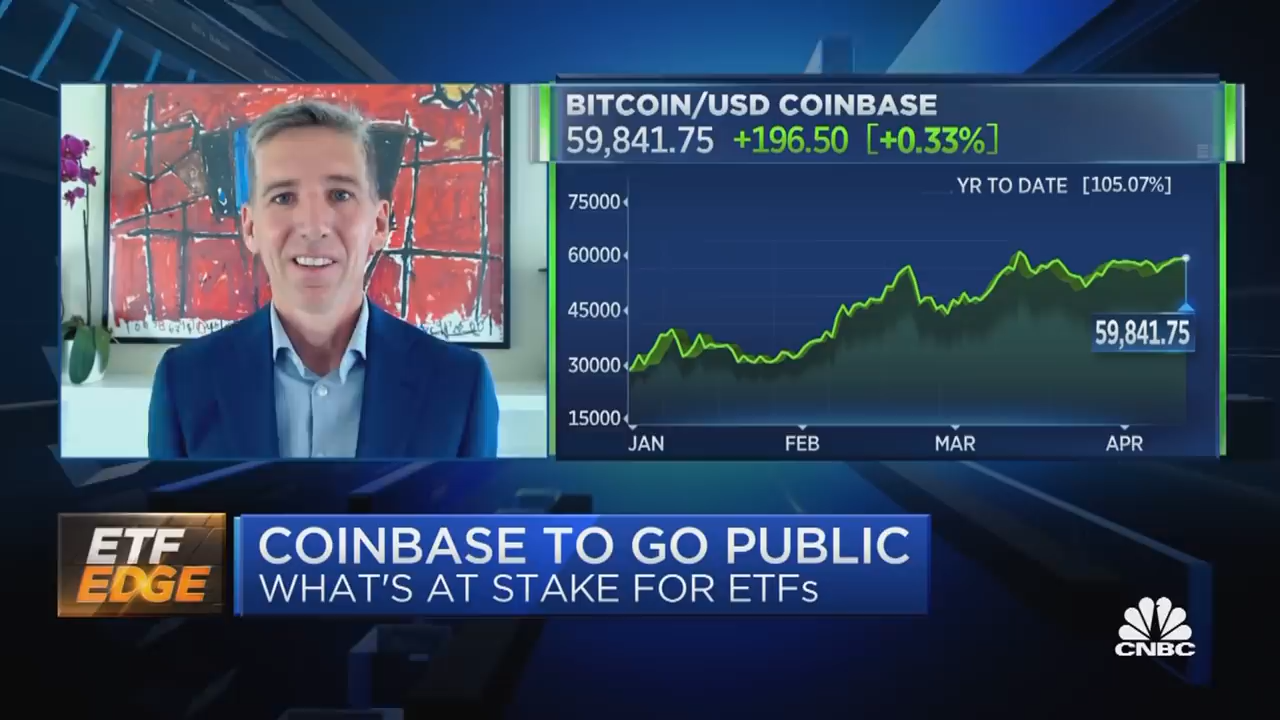 BITCOIN/USD COINBASE
59,841.75 +196.50 [+0.33%]
YR TO DATE [105.07%]
75000
60000
45000
30000
15000
59,841.75
JAN FEB MAR APR
ETF
EDGE
COINBASE TO GO PUBLIC
WHAT'S AT STAKE FOR ETFs
CNBC